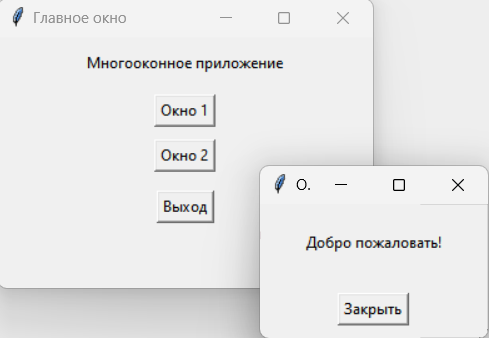 Главное окно
Многооконное приложение
Окно 1
Окно 2
Выход
О.
Добро пожаловать!
Закрыть